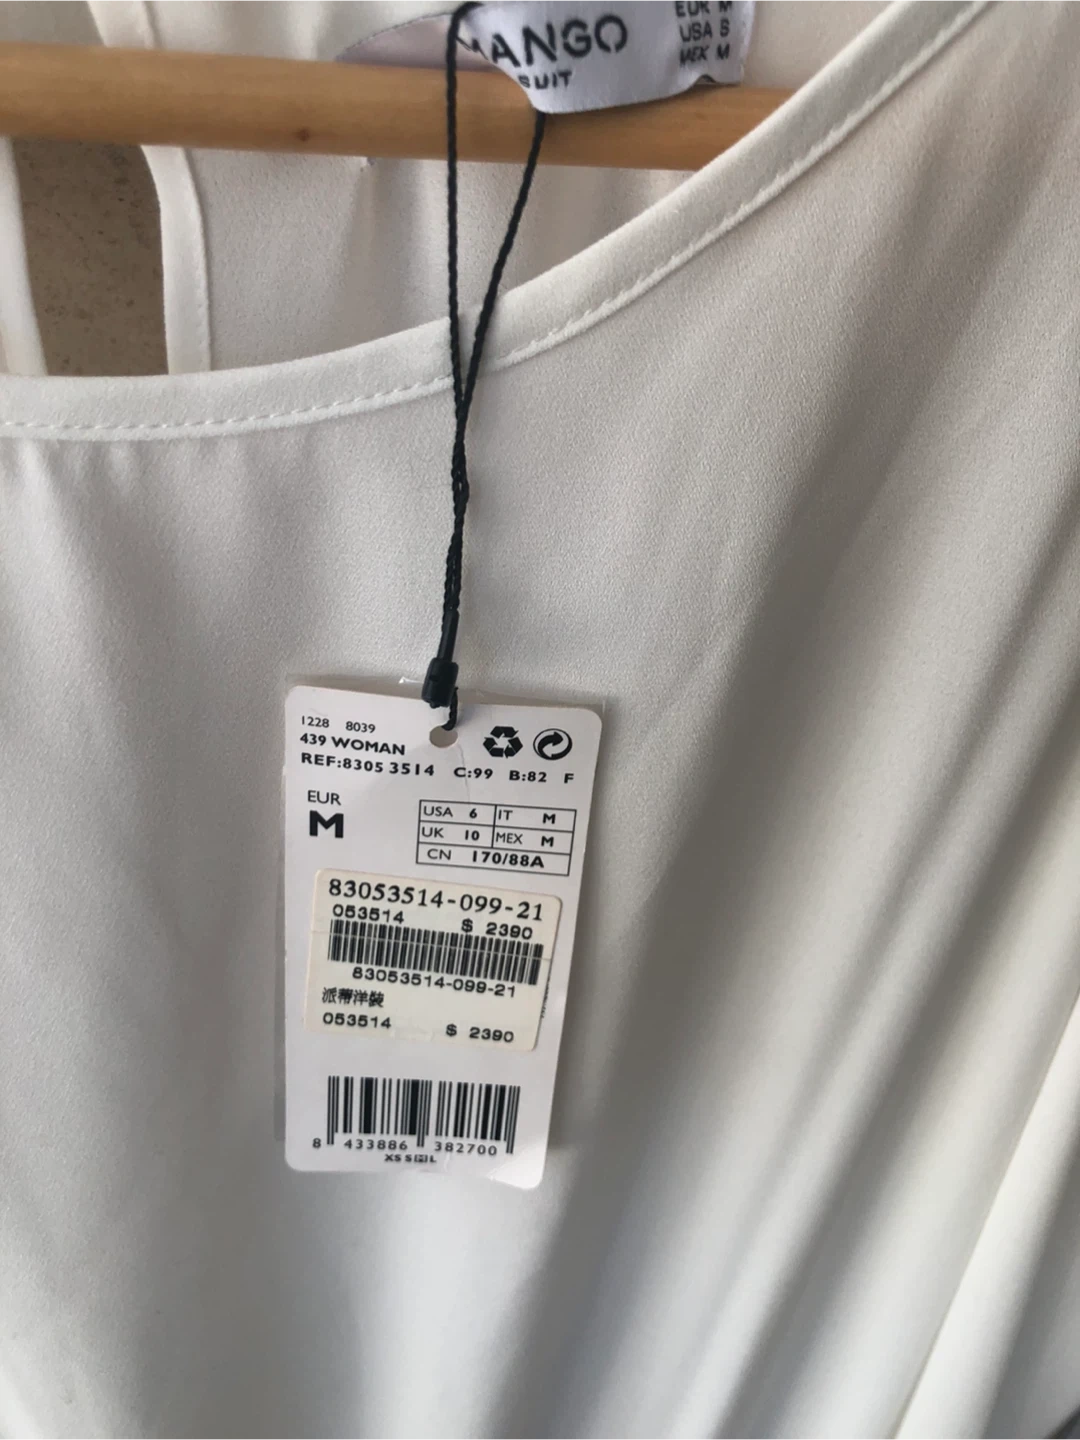 MANGO
SUIT
EUR M
USA S
MEX M
1228 8039
439 WOMAN
REF:8305 3514 C:99 B:82 F
EUR
M
USA 6 IT M
UK 10 MEX M
CN 170/88A
83053514-099-21
053514 $ 2390
83053514-099-21
派蒂洋裝
053514 $ 2390
8 433886 382700
XS S M L